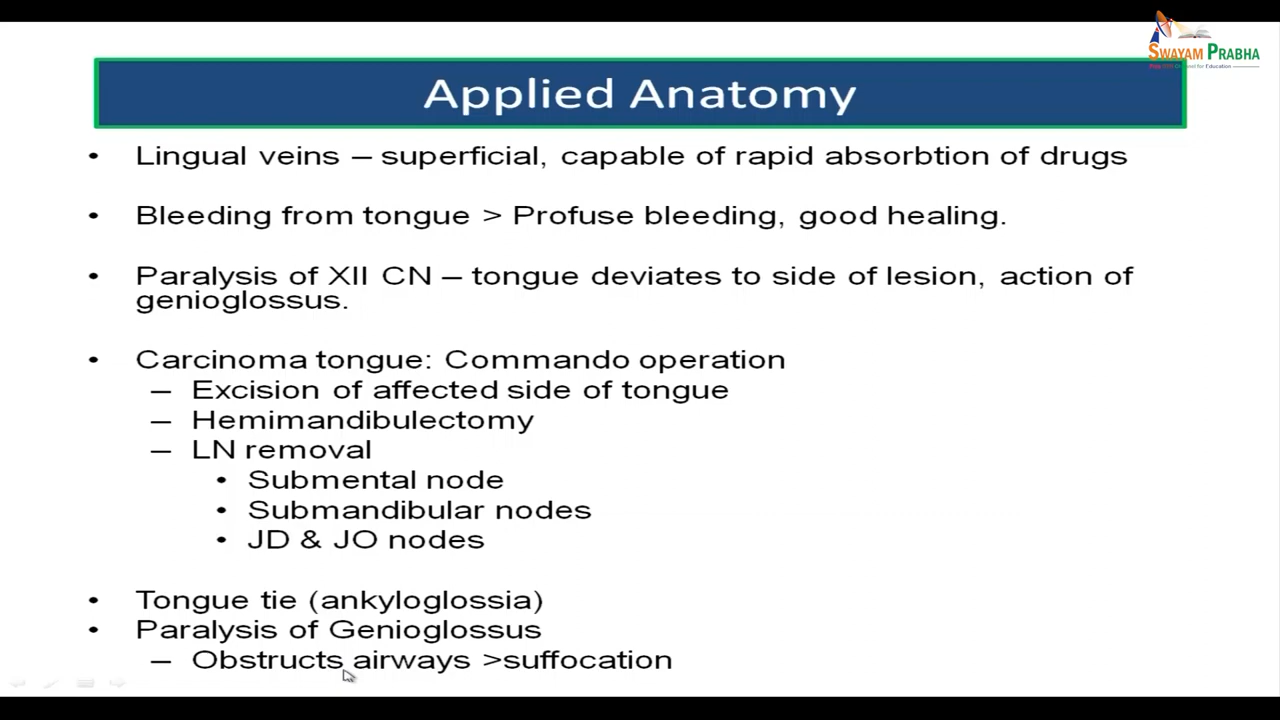 SWAYAM PRABHA
Applied Anatomy
• Lingual veins – superficial, capable of rapid absorbtion of drugs
• Bleeding from tongue > Profuse bleeding, good healing.
• Paralysis of XII CN – tongue deviates to side of lesion, action of
genioglossus.
• Carcinoma tongue: Commando operation
– Excision of affected side of tongue
– Hemimandibulectomy
– LN removal
• Submental node
• Submandibular nodes
• JD & JO nodes
• Tongue tie (ankyloglossia)
• Paralysis of Genioglossus
– Obstructs airways >suffocation